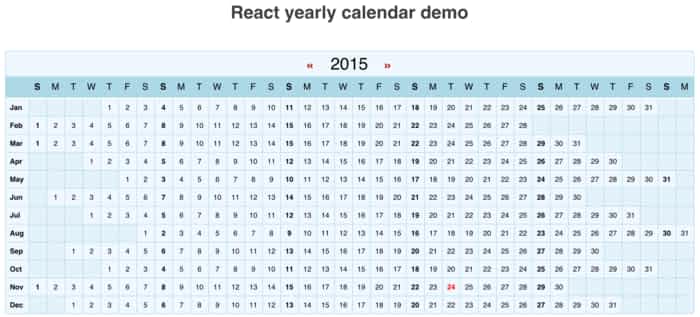 React yearly calendar demo
« 2015 »
S M T W T F S S M T W T F S S M T W T F S S M T W T F S S M T W T F S S M
Jan 1 2 3 4 5 6 7 8 9 10 11 12 13 14 15 16 17 18 19 20 21 22 23 24 25 26 27 28 29 30 31
Feb 1 2 3 4 5 6 7 8 9 10 11 12 13 14 15 16 17 18 19 20 21 22 23 24 25 26 27 28
Mar 1 2 3 4 5 6 7 8 9 10 11 12 13 14 15 16 17 18 19 20 21 22 23 24 25 26 27 28 29 30 31
Apr 1 2 3 4 5 6 7 8 9 10 11 12 13 14 15 16 17 18 19 20 21 22 23 24 25 26 27 28 29 30
May 1 2 3 4 5 6 7 8 9 10 11 12 13 14 15 16 17 18 19 20 21 22 23 24 25 26 27 28 29 30 31
Jun 1 2 3 4 5 6 7 8 9 10 11 12 13 14 15 16 17 18 19 20 21 22 23 24 25 26 27 28 29 30
Jul 1 2 3 4 5 6 7 8 9 10 11 12 13 14 15 16 17 18 19 20 21 22 23 24 25 26 27 28 29 30 31
Aug 1 2 3 4 5 6 7 8 9 10 11 12 13 14 15 16 17 18 19 20 21 22 23 24 25 26 27 28 29 30 31
Sep 1 2 3 4 5 6 7 8 9 10 11 12 13 14 15 16 17 18 19 20 21 22 23 24 25 26 27 28 29 30
Oct 1 2 3 4 5 6 7 8 9 10 11 12 13 14 15 16 17 18 19 20 21 22 23 24 25 26 27 28 29 30 31
Nov 1 2 3 4 5 6 7 8 9 10 11 12 13 14 15 16 17 18 19 20 21 22 23 24 25 26 27 28 29 30
Dec 1 2 3 4 5 6 7 8 9 10 11 12 13 14 15 16 17 18 19 20 21 22 23 24 25 26 27 28 29 30 31